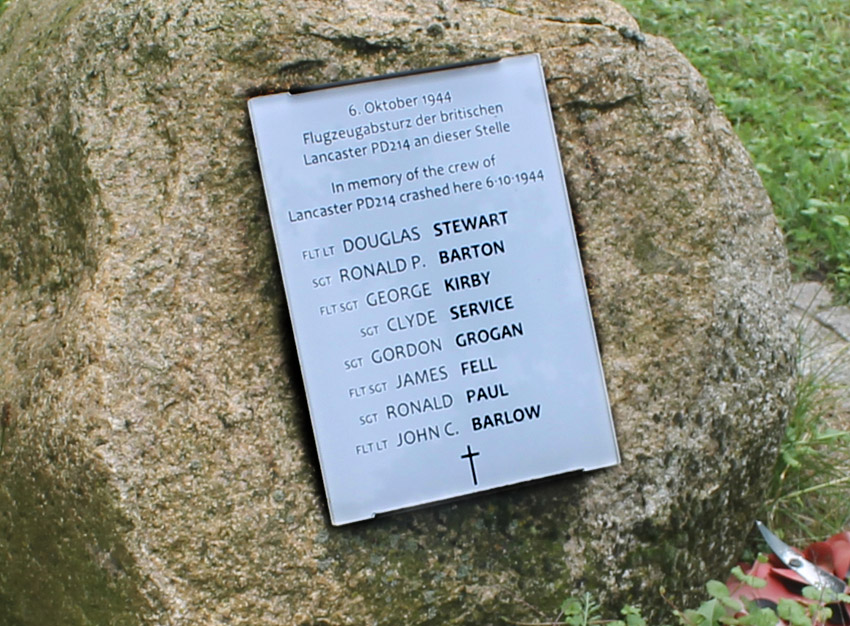 6. Oktober 1944
Flugzeugabsturz der britischen
Lancaster PD214 an dieser Stelle
In memory of the crew of
Lancaster PD214 crashed here 6·10·1944
FLT LT DOUGLAS STEWART
SGT RONALD P. BARTON
FLT SGT GEORGE KIRBY
SGT CLYDE SERVICE
SGT GORDON GROGAN
FLT SGT JAMES FELL
SGT RONALD PAUL
FLT LT JOHN C. BARLOW